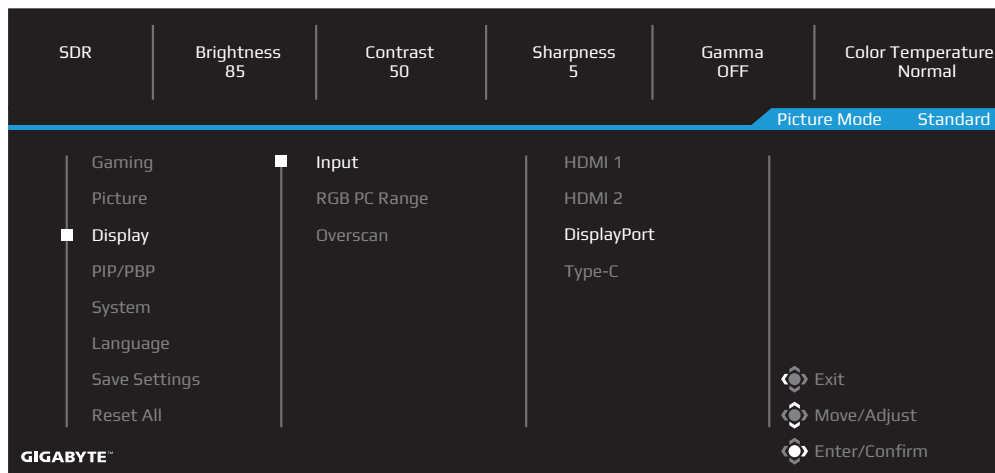 SDR
Brightness
85
Contrast
50
Sharpness
5
Gamma
OFF
Color Temperature
Normal
Picture Mode Standard
Gaming
Picture
Display
PIP/PBP
System
Language
Save Settings
Reset All
Input
RGB PC Range
Overscan
HDMI 1
HDMI 2
DisplayPort
Type-C
Exit
Move/Adjust
Enter/Confirm
GIGABYTE™